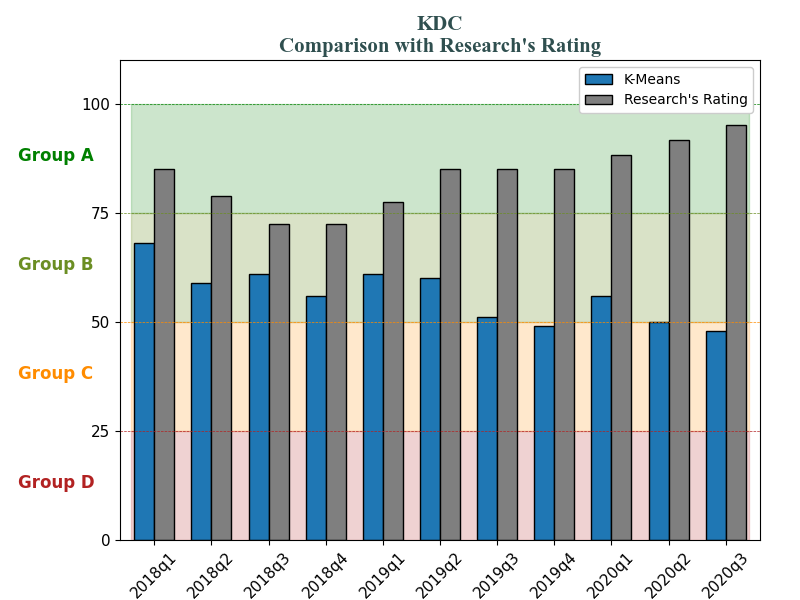 KDC
Comparison with Research's Rating
K-Means
Research's Rating
100
Group A
75
Group B
50
Group C
25
Group D
0
2018q1
2018q2
2018q3
2018q4
2019q1
2019q2
2019q3
2019q4
2020q1
2020q2
2020q3